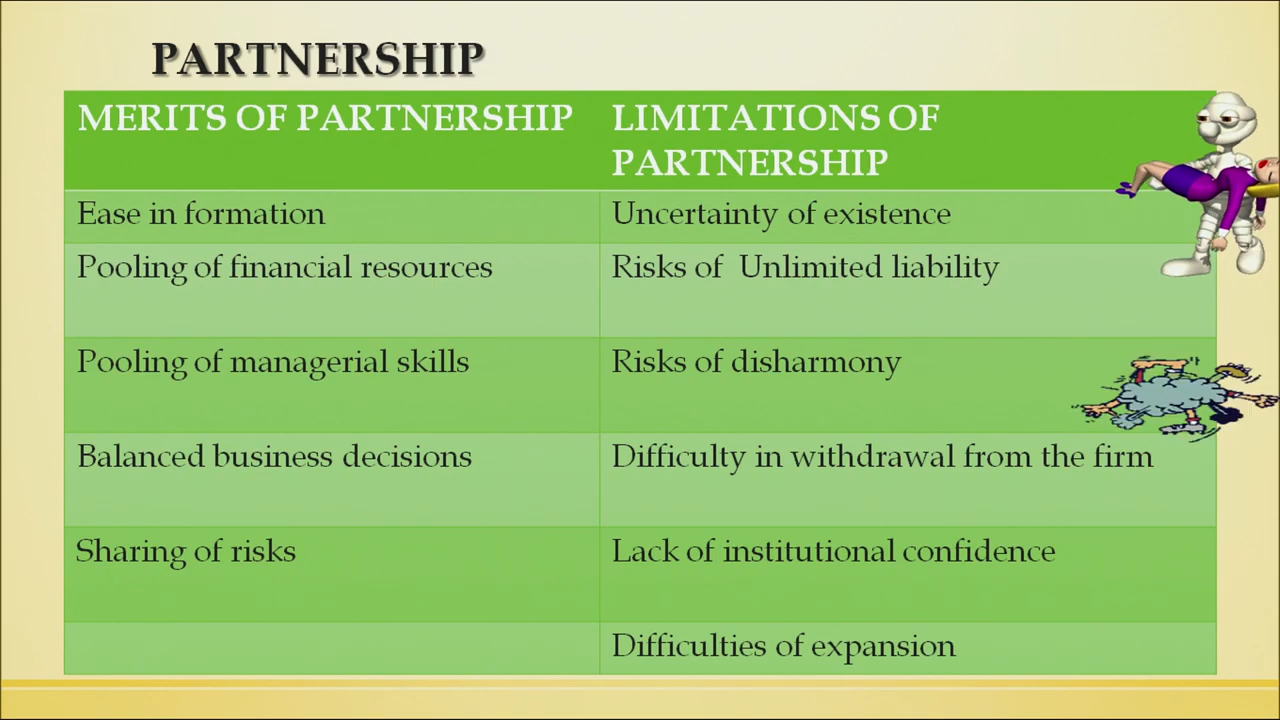 PARTNERSHIP
MERITS OF PARTNERSHIP
LIMITATIONS OF
PARTNERSHIP
Ease in formation
Uncertainty of existence
Pooling of financial resources
Risks of Unlimited liability
Pooling of managerial skills
Risks of disharmony
Balanced business decisions
Difficulty in withdrawal from the firm
Sharing of risks
Lack of institutional confidence
Difficulties of expansion